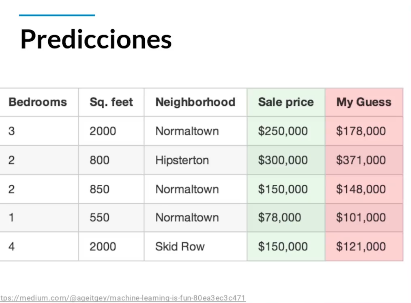 Predicciones
Bedrooms Sq. feet Neighborhood Sale price My Guess
3 2000 Normaltown $250,000 $178,000
2 800 Hipsterton $300,000 $371,000
2 850 Normaltown $150,000 $148,000
1 550 Normaltown $78,000 $101,000
4 2000 Skid Row $150,000 $121,000
tps://medium.com/@ageitgey/machine-learning-is-fun-80ea3ec3c471